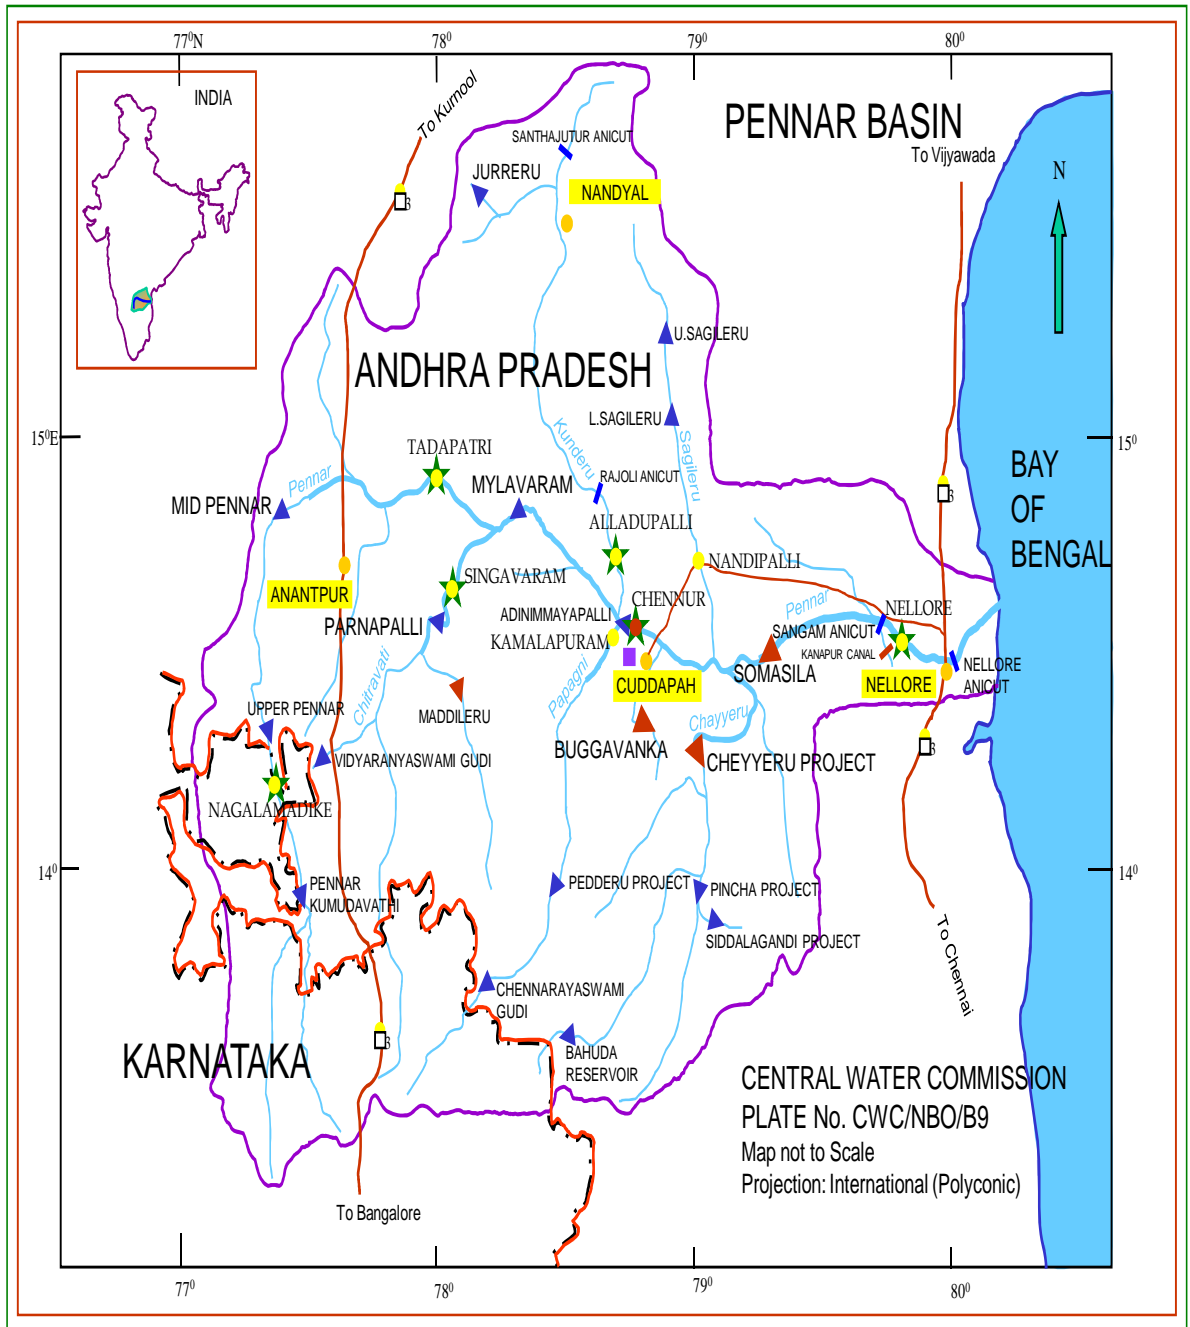 77⁰N
78⁰
79⁰
80⁰
INDIA
To Kurnool
PENNAR BASIN
To Vijyawada
SANTHAJUTUR ANICUT
JURRERU
NANDYAL
N
3
U.SAGILERU
ANDHRA PRADESH
L.SAGILERU
15⁰E
15⁰
Kunderu
Sagileru
TADAPATRI
BAY
OF
BENGAL
Pennar
MYLAVARAM
RAJOLI ANICUT
3
MID PENNAR
ALLADUPALLI
NANDIPALLI
ANANTPUR
SINGAVARAM
ADINIMMAYAPALLI
CHENNUR
Pennar
NELLORE
PARNAPALLI
KAMALAPURAM
SANGAM ANICUT
KANAPUR CANAL
NELLORE
ANICUT
SOMASILA
NELLORE
CUDDAPAH
Chitravati
Papagni
MADDILERU
UPPER PENNAR
Chayyeru
BUGGAVANKA
CHEYYERU PROJECT
3
VIDYARANYASWAMI GUDI
NAGALAMADIKE
14⁰
14⁰
PENNAR
KUMUDAVATHI
PEDDERU PROJECT
PINCHA PROJECT
SIDDALAGANDI PROJECT
To Chennai
CHENNARAYASWAMI
GUDI
3
KARNATAKA
BAHUDA
RESERVOIR
CENTRAL WATER COMMISSION
PLATE No. CWC/NBO/B9
Map not to Scale
Projection: International (Polyconic)
To Bangalore
77⁰
78⁰
79⁰
80⁰